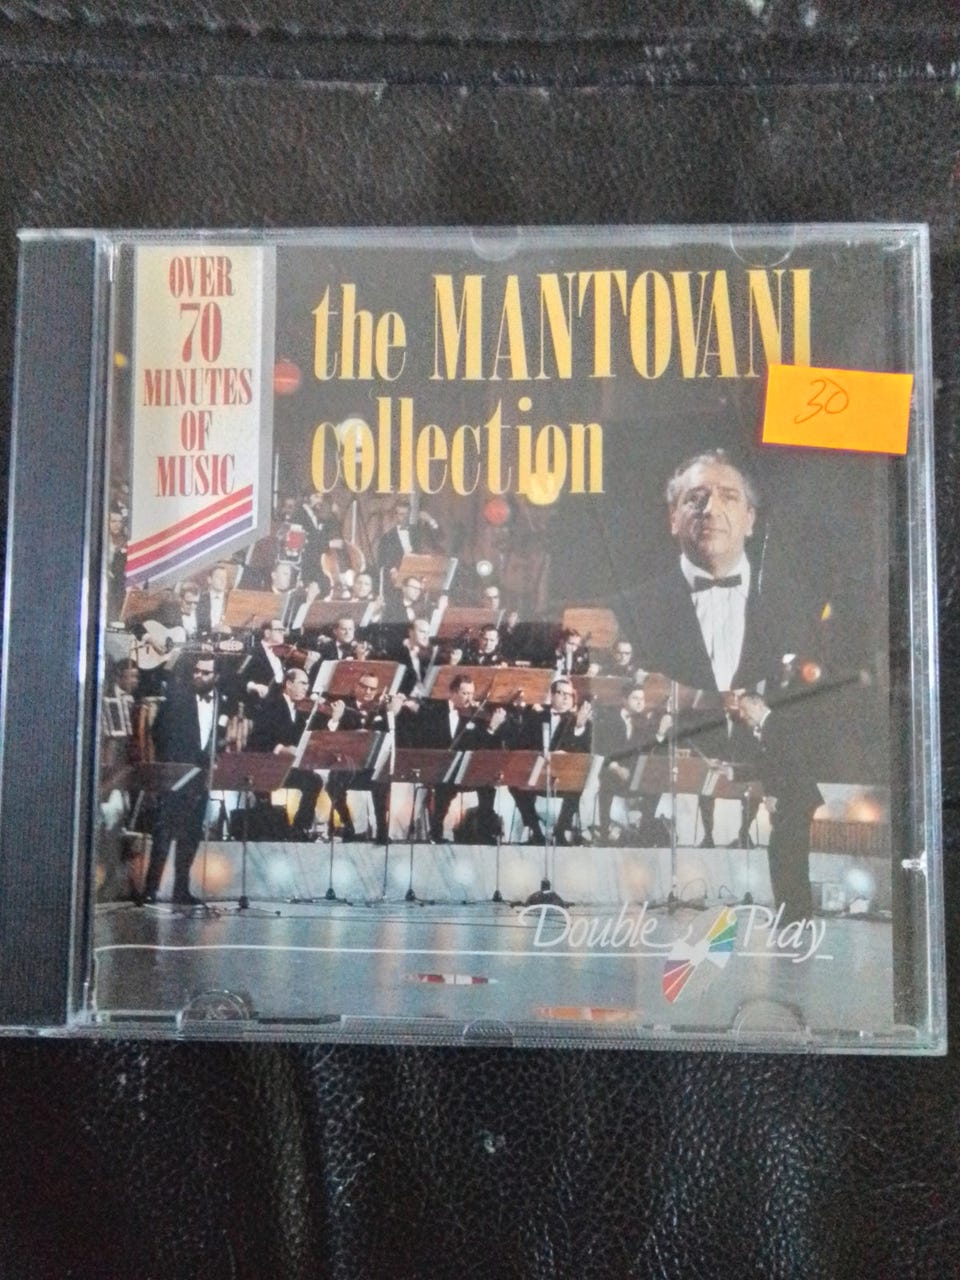 OVER
70
MINUTES
OF
MUSIC
the MANTOVANI
collection
30
Double Play